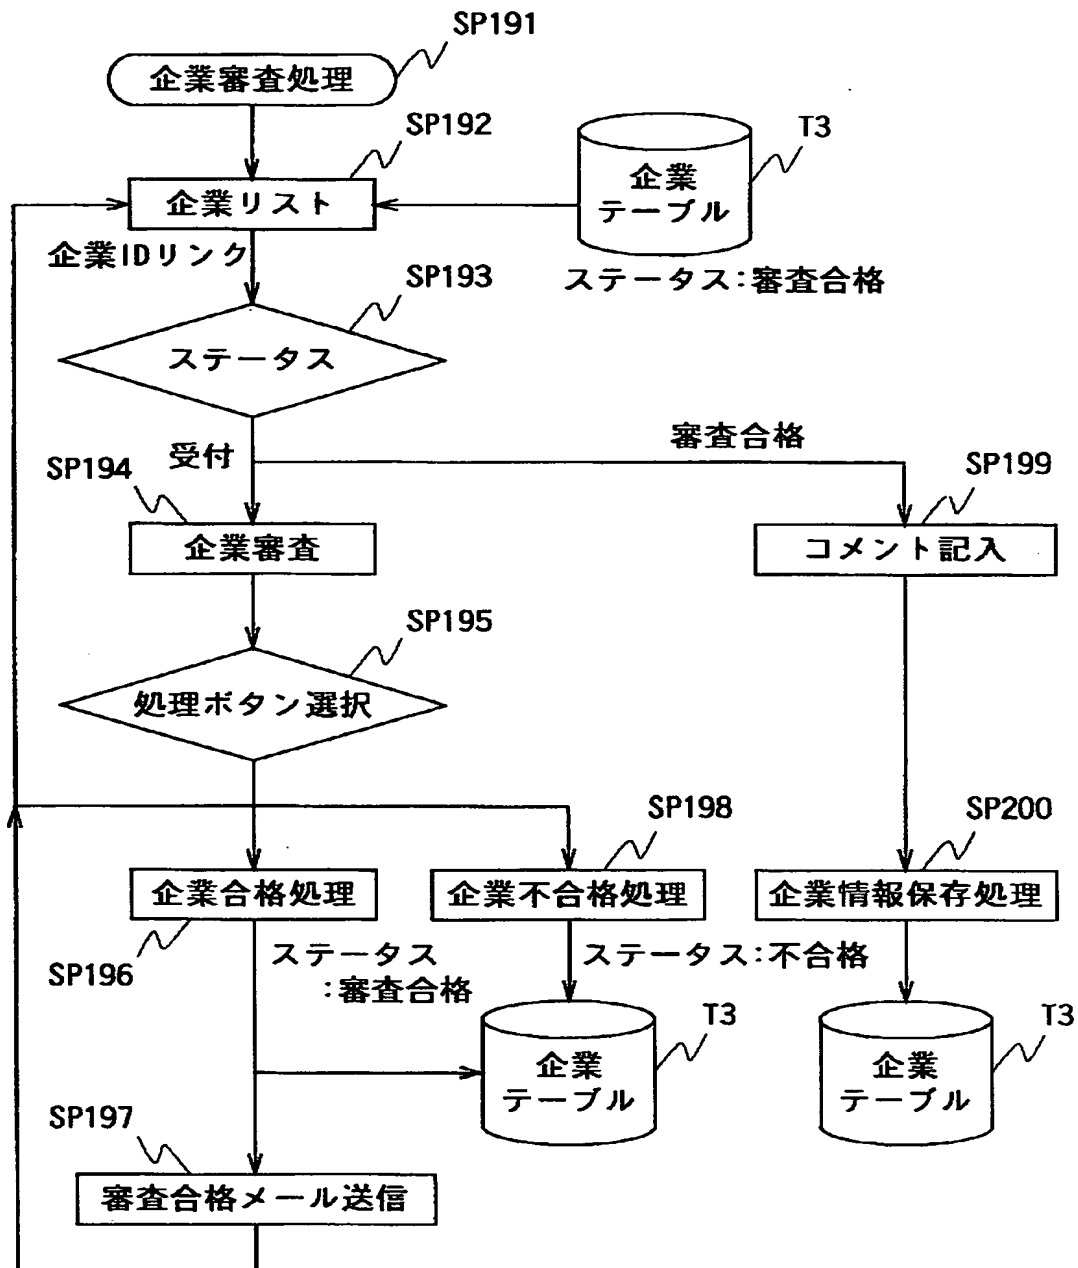 SP191
企業審査処理
SP192
T3
企業リスト
企業
テーブル
企業IDリンク
ステータス:審査合格
SP193
ステータス
受付
審査合格
SP194
SP199
企業審査
コメント記入
SP195
処理ボタン選択
SP198
SP200
企業合格処理
企業不合格処理
企業情報保存処理
SP196
ステータス
:審査合格
ステータス:不合格
T3
T3
企業
テーブル
企業
テーブル
SP197
審査合格メール送信